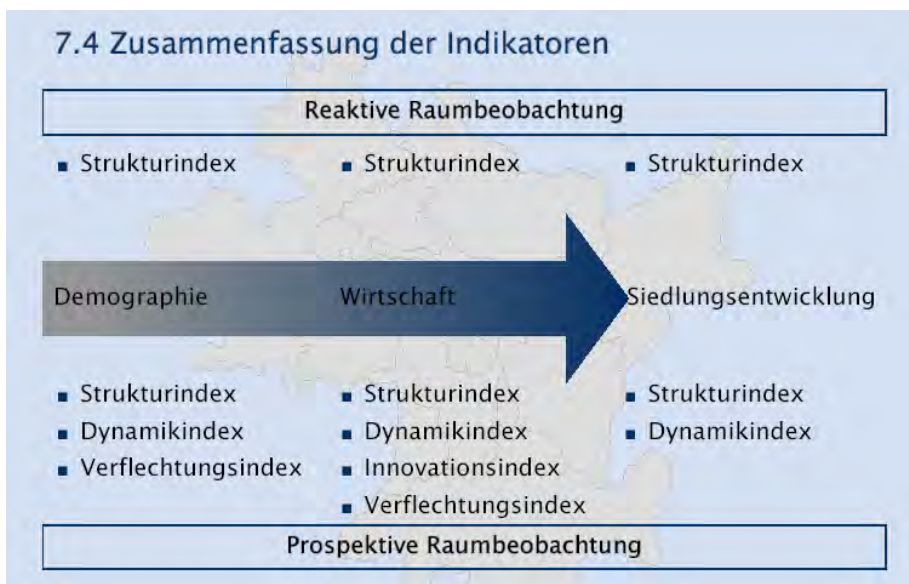 7.4 Zusammenfassung der Indikatoren
Reaktive Raumbeobachtung
▪ Strukturindex ▪ Strukturindex ▪ Strukturindex
Demographie Wirtschaft Siedlungsentwicklung
▪ Strukturindex ▪ Strukturindex ▪ Strukturindex
▪ Dynamikindex ▪ Dynamikindex ▪ Dynamikindex
▪ Verflechtungsindex ▪ Innovationsindex
▪ Verflechtungsindex
Prospektive Raumbeobachtung